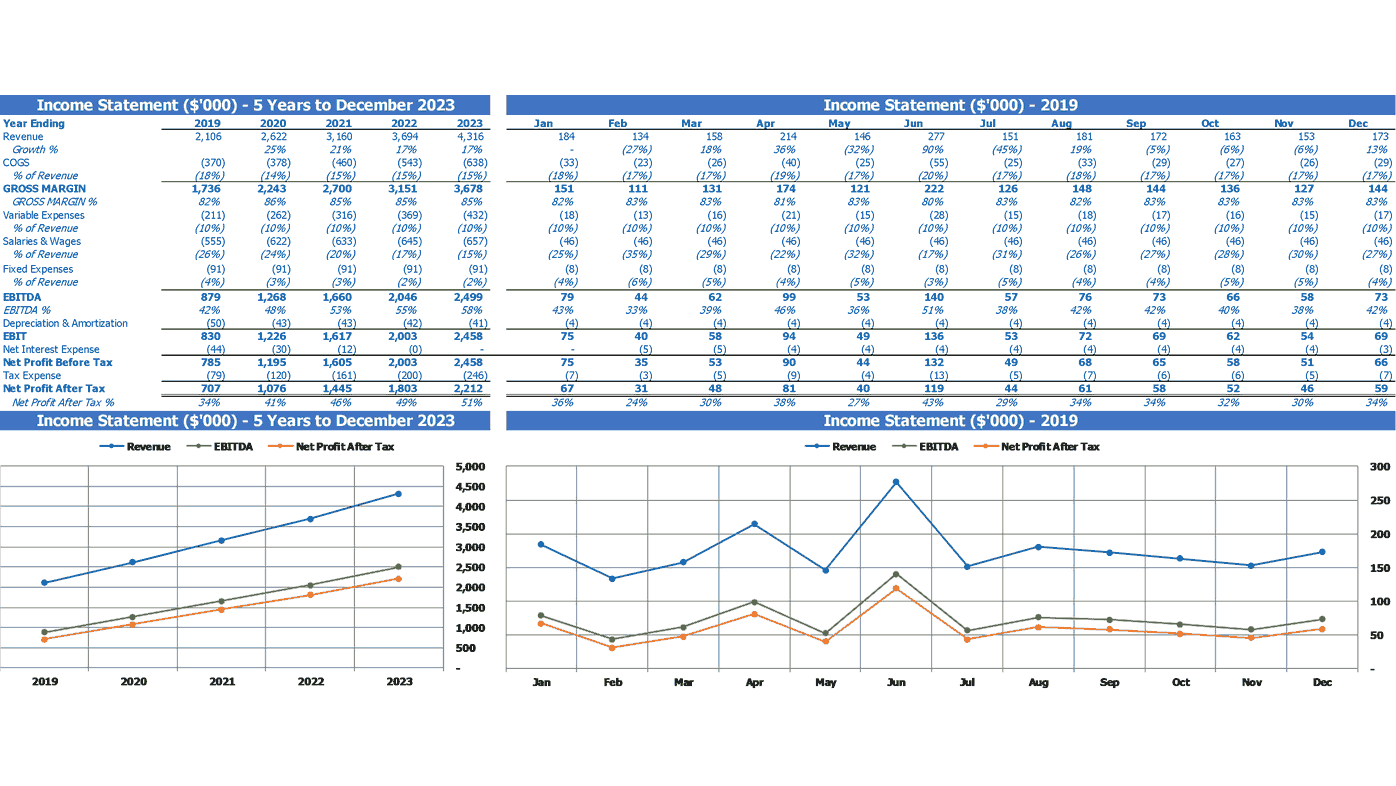 Income Statement ($'000) - 5 Years to December 2023
Year Ending 2019 2020 2021 2022 2023
Revenue 2,106 2,622 3,160 3,694 4,316
Growth % 25% 21% 17% 17%
COGS (370) (378) (460) (543) (638)
% of Revenue (18%) (14%) (15%) (15%) (15%)
GROSS MARGIN 1,736 2,243 2,700 3,151 3,678
GROSS MARGIN % 82% 86% 85% 85% 85%
Variable Expenses (211) (262) (316) (369) (432)
% of Revenue (10%) (10%) (10%) (10%) (10%)
Salaries & Wages (555) (622) (633) (645) (657)
% of Revenue (26%) (24%) (20%) (17%) (15%)
Fixed Expenses (91) (91) (91) (91) (91)
% of Revenue (4%) (3%) (3%) (2%) (2%)
EBITDA 879 1,268 1,660 2,046 2,499
EBITDA % 42% 48% 53% 55% 58%
Depreciation & Amortization (50) (43) (43) (42) (41)
EBIT 830 1,226 1,617 2,003 2,458
Net Interest Expense (44) (30) (12) (0) -
Net Profit Before Tax 785 1,195 1,605 2,003 2,458
Tax Expense (79) (120) (161) (200) (246)
Net Profit After Tax 707 1,076 1,445 1,803 2,212
Net Profit After Tax % 34% 41% 46% 49% 51%
Income Statement ($'000) - 2019
Jan Feb Mar Apr May Jun Jul Aug Sep Oct Nov Dec
184 134 158 214 146 277 151 181 172 163 153 173
- (27%) 18% 36% (32%) 90% (45%) 19% (5%) (6%) (6%) 13%
(33) (23) (26) (40) (25) (55) (25) (33) (29) (27) (26) (29)
(18%) (17%) (17%) (19%) (17%) (20%) (17%) (18%) (17%) (17%) (17%) (17%)
151 111 131 174 121 222 126 148 144 136 127 144
82% 83% 83% 81% 83% 80% 83% 82% 83% 83% 83% 83%
(18) (13) (16) (21) (15) (28) (15) (18) (17) (16) (15) (17)
(10%) (10%) (10%) (10%) (10%) (10%) (10%) (10%) (10%) (10%) (10%) (10%)
(46) (46) (46) (46) (46) (46) (46) (46) (46) (46) (46) (46)
(25%) (35%) (29%) (22%) (32%) (17%) (31%) (26%) (27%) (28%) (30%) (27%)
(8) (8) (8) (8) (8) (8) (8) (8) (8) (8) (8) (8)
(4%) (6%) (5%) (4%) (5%) (3%) (5%) (4%) (4%) (5%) (5%) (4%)
79 44 62 99 53 140 57 76 73 66 58 73
43% 33% 39% 46% 36% 51% 38% 42% 42% 40% 38% 42%
(4) (4) (4) (4) (4) (4) (4) (4) (4) (4) (4) (4)
75 40 58 94 49 136 53 72 69 62 54 69
- (5) (5) (4) (4) (4) (4) (4) (4) (4) (4) (3)
75 35 53 90 44 132 49 68 65 58 51 66
(7) (3) (5) (9) (4) (13) (5) (7) (6) (6) (5) (7)
67 31 48 81 40 119 44 61 58 52 46 59
36% 24% 30% 38% 27% 43% 29% 34% 34% 32% 30% 34%
Income Statement ($'000) - 5 Years to December 2023
Revenue EBITDA Net Profit After Tax
5,000
4,500
4,000
3,500
3,000
2,500
2,000
1,500
1,000
500
-
2019 2020 2021 2022 2023
Income Statement ($'000) - 2019
Revenue EBITDA Net Profit After Tax
300
250
200
150
100
50
-
Jan Feb Mar Apr May Jun Jul Aug Sep Oct Nov Dec